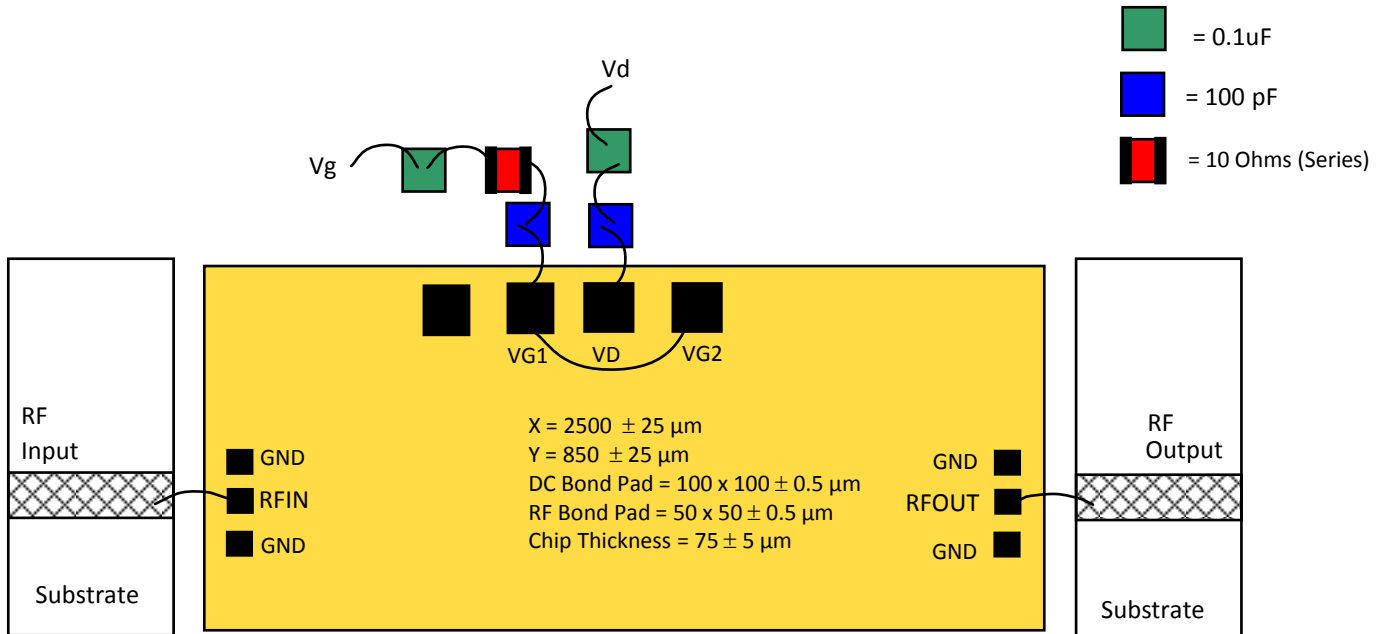 = 0.1uF
= 100 pF
= 10 Ohms (Series)
Vd
Vg
VG1
VD
VG2
RF
Input
Substrate
GND
RFIN
GND
X = 2500 ± 25 µm
Y = 850 ± 25 µm
DC Bond Pad = 100 x 100 ± 0.5 µm
RF Bond Pad = 50 x 50 ± 0.5 µm
Chip Thickness = 75 ± 5 µm
GND
RFOUT
GND
RF
Output
Substrate